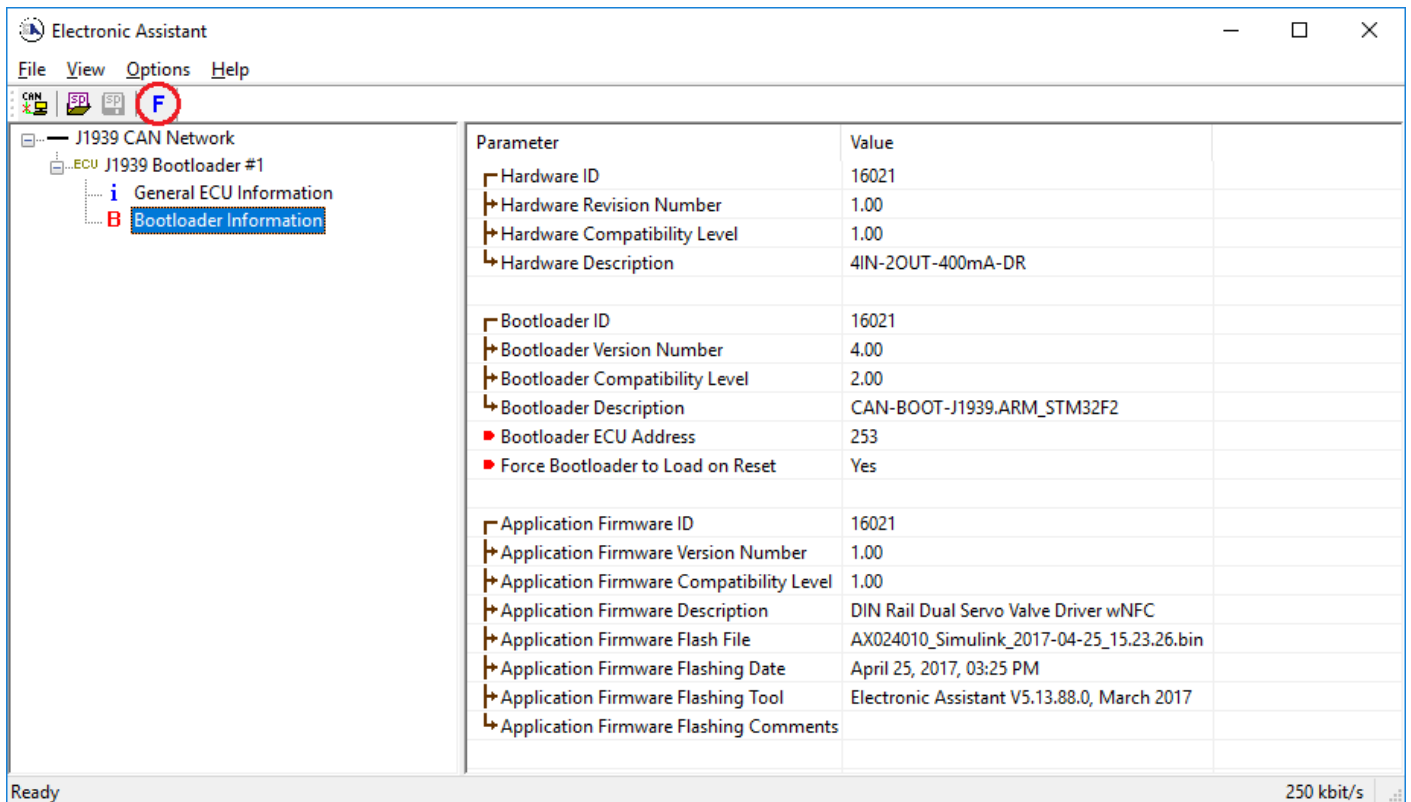 Electronic Assistant
File View Options Help
CAN SP SP F
J1939 CAN Network
ECU J1939 Bootloader #1
i General ECU Information
B Bootloader Information
Parameter Value
Hardware ID 16021
Hardware Revision Number 1.00
Hardware Compatibility Level 1.00
Hardware Description 4IN-2OUT-400mA-DR
Bootloader ID 16021
Bootloader Version Number 4.00
Bootloader Compatibility Level 2.00
Bootloader Description CAN-BOOT-J1939.ARM_STM32F2
Bootloader ECU Address 253
Force Bootloader to Load on Reset Yes
Application Firmware ID 16021
Application Firmware Version Number 1.00
Application Firmware Compatibility Level 1.00
Application Firmware Description DIN Rail Dual Servo Valve Driver wNFC
Application Firmware Flash File AX024010_Simulink_2017-04-25_15.23.26.bin
Application Firmware Flashing Date April 25, 2017, 03:25 PM
Application Firmware Flashing Tool Electronic Assistant V5.13.88.0, March 2017
Application Firmware Flashing Comments
Ready 250 kbit/s